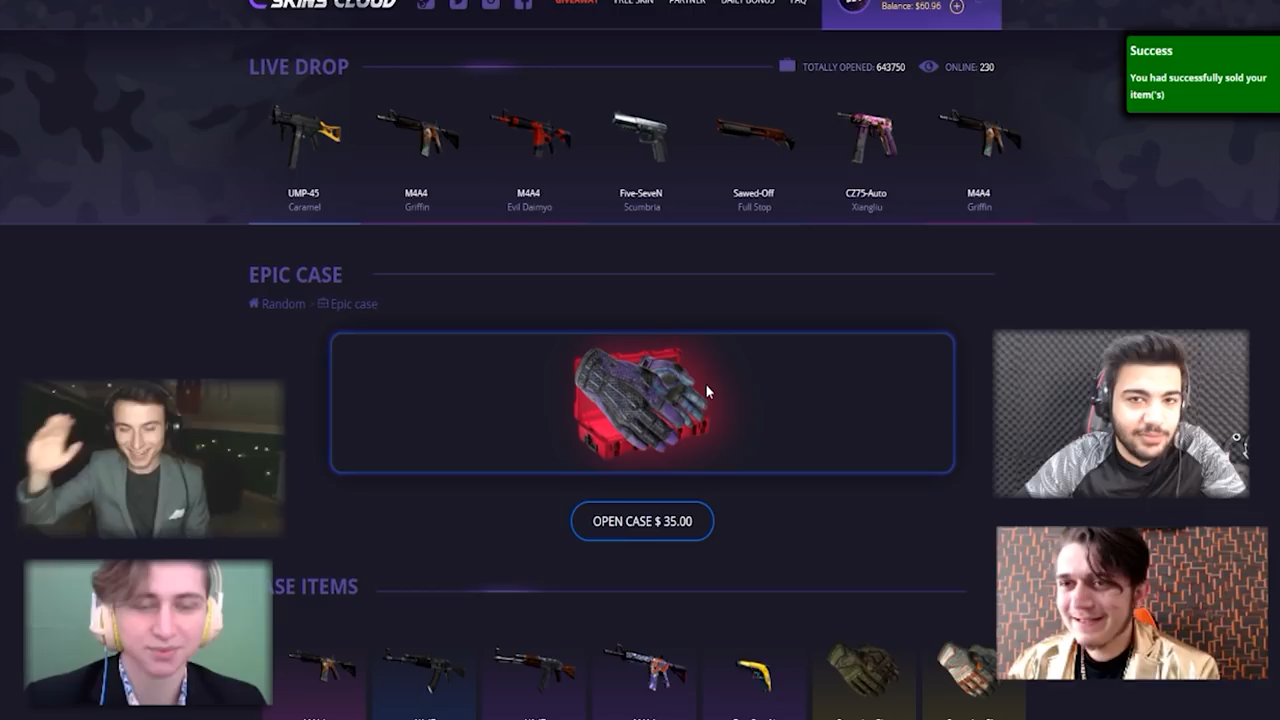 SKINS CLOUD
GIVEAWAY FREE SKIN PARTNER DAILY BONUS FAQ
Balance: $60.96
Success
You had successfully sold your
item('s)
LIVE DROP
TOTALLY OPENED: 643750
ONLINE: 230
UMP-45
Caramel
M4A4
Griffin
M4A4
Evil Daimyo
Five-SeveN
Scumbria
Sawed-Off
Full Stop
CZ75-Auto
Xiangliu
M4A4
Griffin
EPIC CASE
Random > Epic case
OPEN CASE $ 35.00
ASE ITEMS